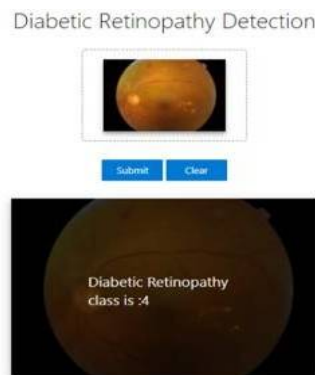 Diabetic Retinopathy Detection
Submit Clear
Diabetic Retinopathy
class is :4